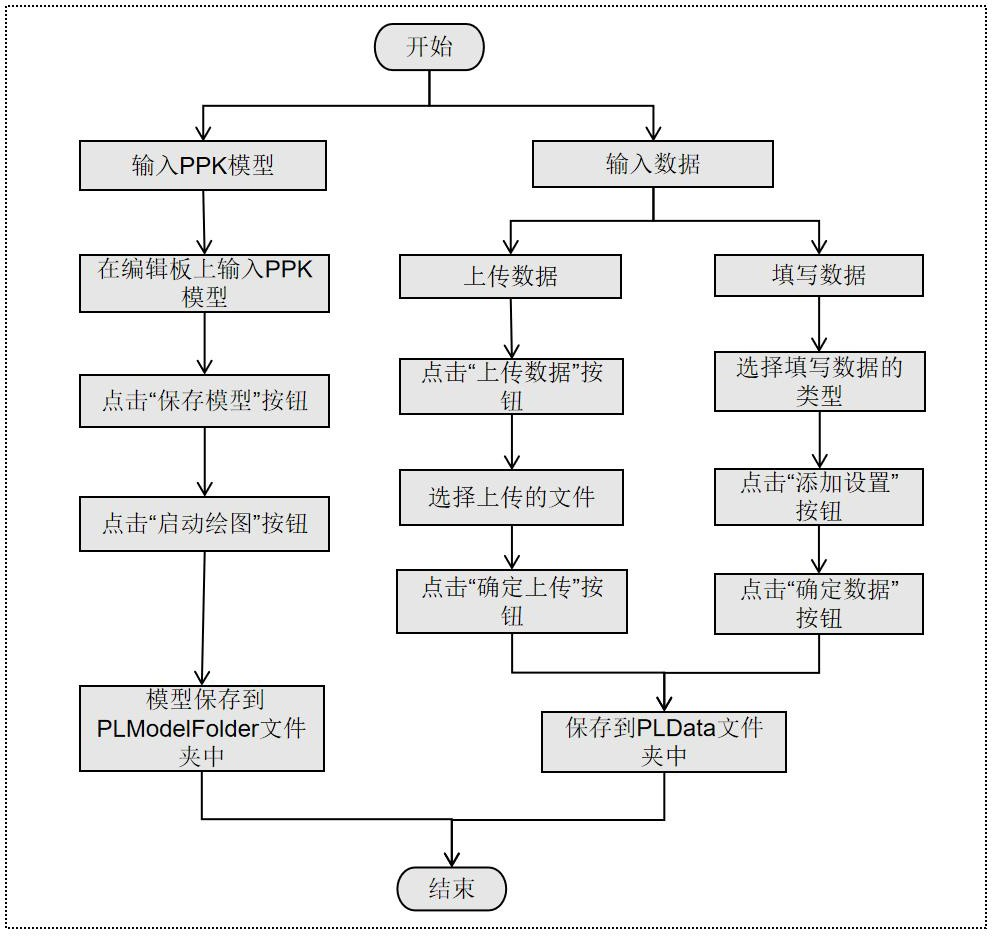 开始
输入PPK模型
在编辑板上输入PPK
模型
点击“保存模型”按钮
点击“启动绘图”按钮
模型保存到
PLModelFolder文件
夹中
输入数据
上传数据
点击“上传数据”按
钮
选择上传的文件
点击“确定上传”按
钮
填写数据
选择填写数据的
类型
点击“添加设置”
按钮
点击“确定数据”
按钮
保存到PLData文件
夹中
结束